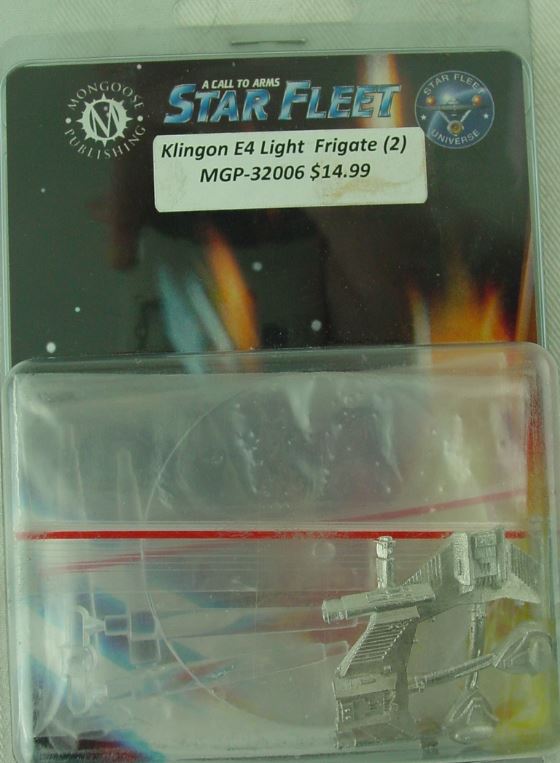 MONGOOSE
PUBLISHING
M
A CALL TO ARMS
STAR FLEET
STAR FLEET
UNIVERSE
Klingon E4 Light Frigate (2)
MGP-32006 $14.99